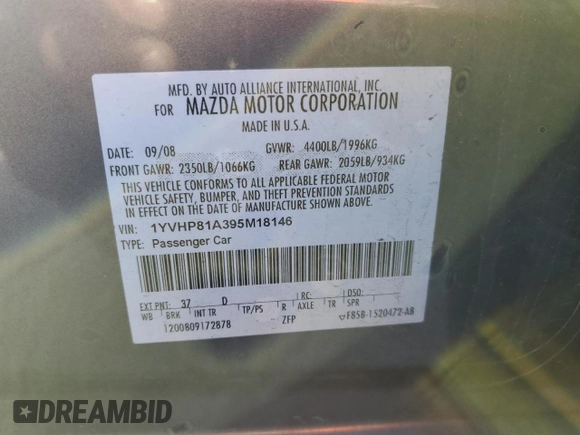 MFD. BY AUTO ALLIANCE INTERNATIONAL, INC.
FOR MAZDA MOTOR CORPORATION
MADE IN U.S.A.
DATE: 09/08 GVWR: 4400LB/1996KG
FRONT GAWR: 2350LB/1066KG REAR GAWR: 2059LB/934KG
THIS VEHICLE CONFORMS TO ALL APPLICABLE FEDERAL MOTOR
VEHICLE SAFETY, BUMPER, AND THEFT PREVENTION STANDARDS
IN EFFECT ON THE DATE OF MANUFACTURE SHOWN ABOVE.
VIN: 1YVHP81A395M18146
TYPE: Passenger Car
EXT PNT: 37 D RC: DSO:
WB BRK INT TR TP/PS R AXLE TR SPR
1200809172878 ZFP F85B-1520472-AB
DREAMBID